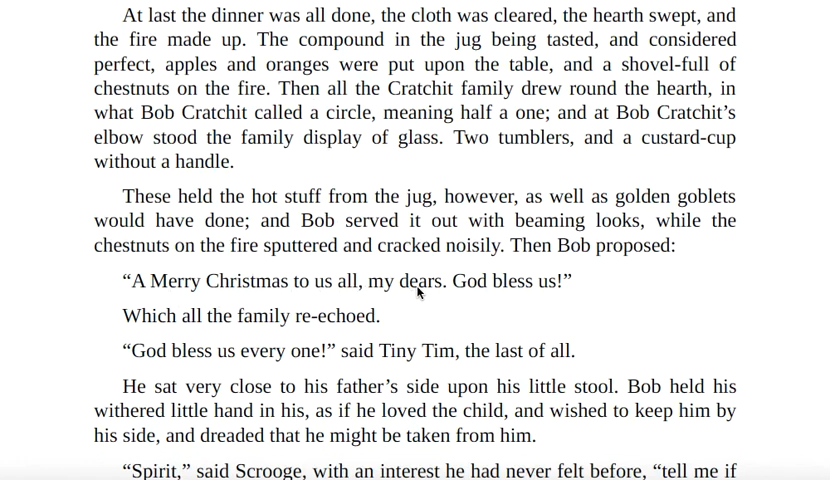 At last the dinner was all done, the cloth was cleared, the hearth swept, and
the fire made up. The compound in the jug being tasted, and considered
perfect, apples and oranges were put upon the table, and a shovel-full of
chestnuts on the fire. Then all the Cratchit family drew round the hearth, in
what Bob Cratchit called a circle, meaning half a one; and at Bob Cratchit’s
elbow stood the family display of glass. Two tumblers, and a custard-cup
without a handle.
These held the hot stuff from the jug, however, as well as golden goblets
would have done; and Bob served it out with beaming looks, while the
chestnuts on the fire sputtered and cracked noisily. Then Bob proposed:
“A Merry Christmas to us all, my dears. God bless us!”
Which all the family re-echoed.
“God bless us every one!” said Tiny Tim, the last of all.
He sat very close to his father’s side upon his little stool. Bob held his
withered little hand in his, as if he loved the child, and wished to keep him by
his side, and dreaded that he might be taken from him.
“Spirit,” said Scrooge, with an interest he had never felt before, “tell me if